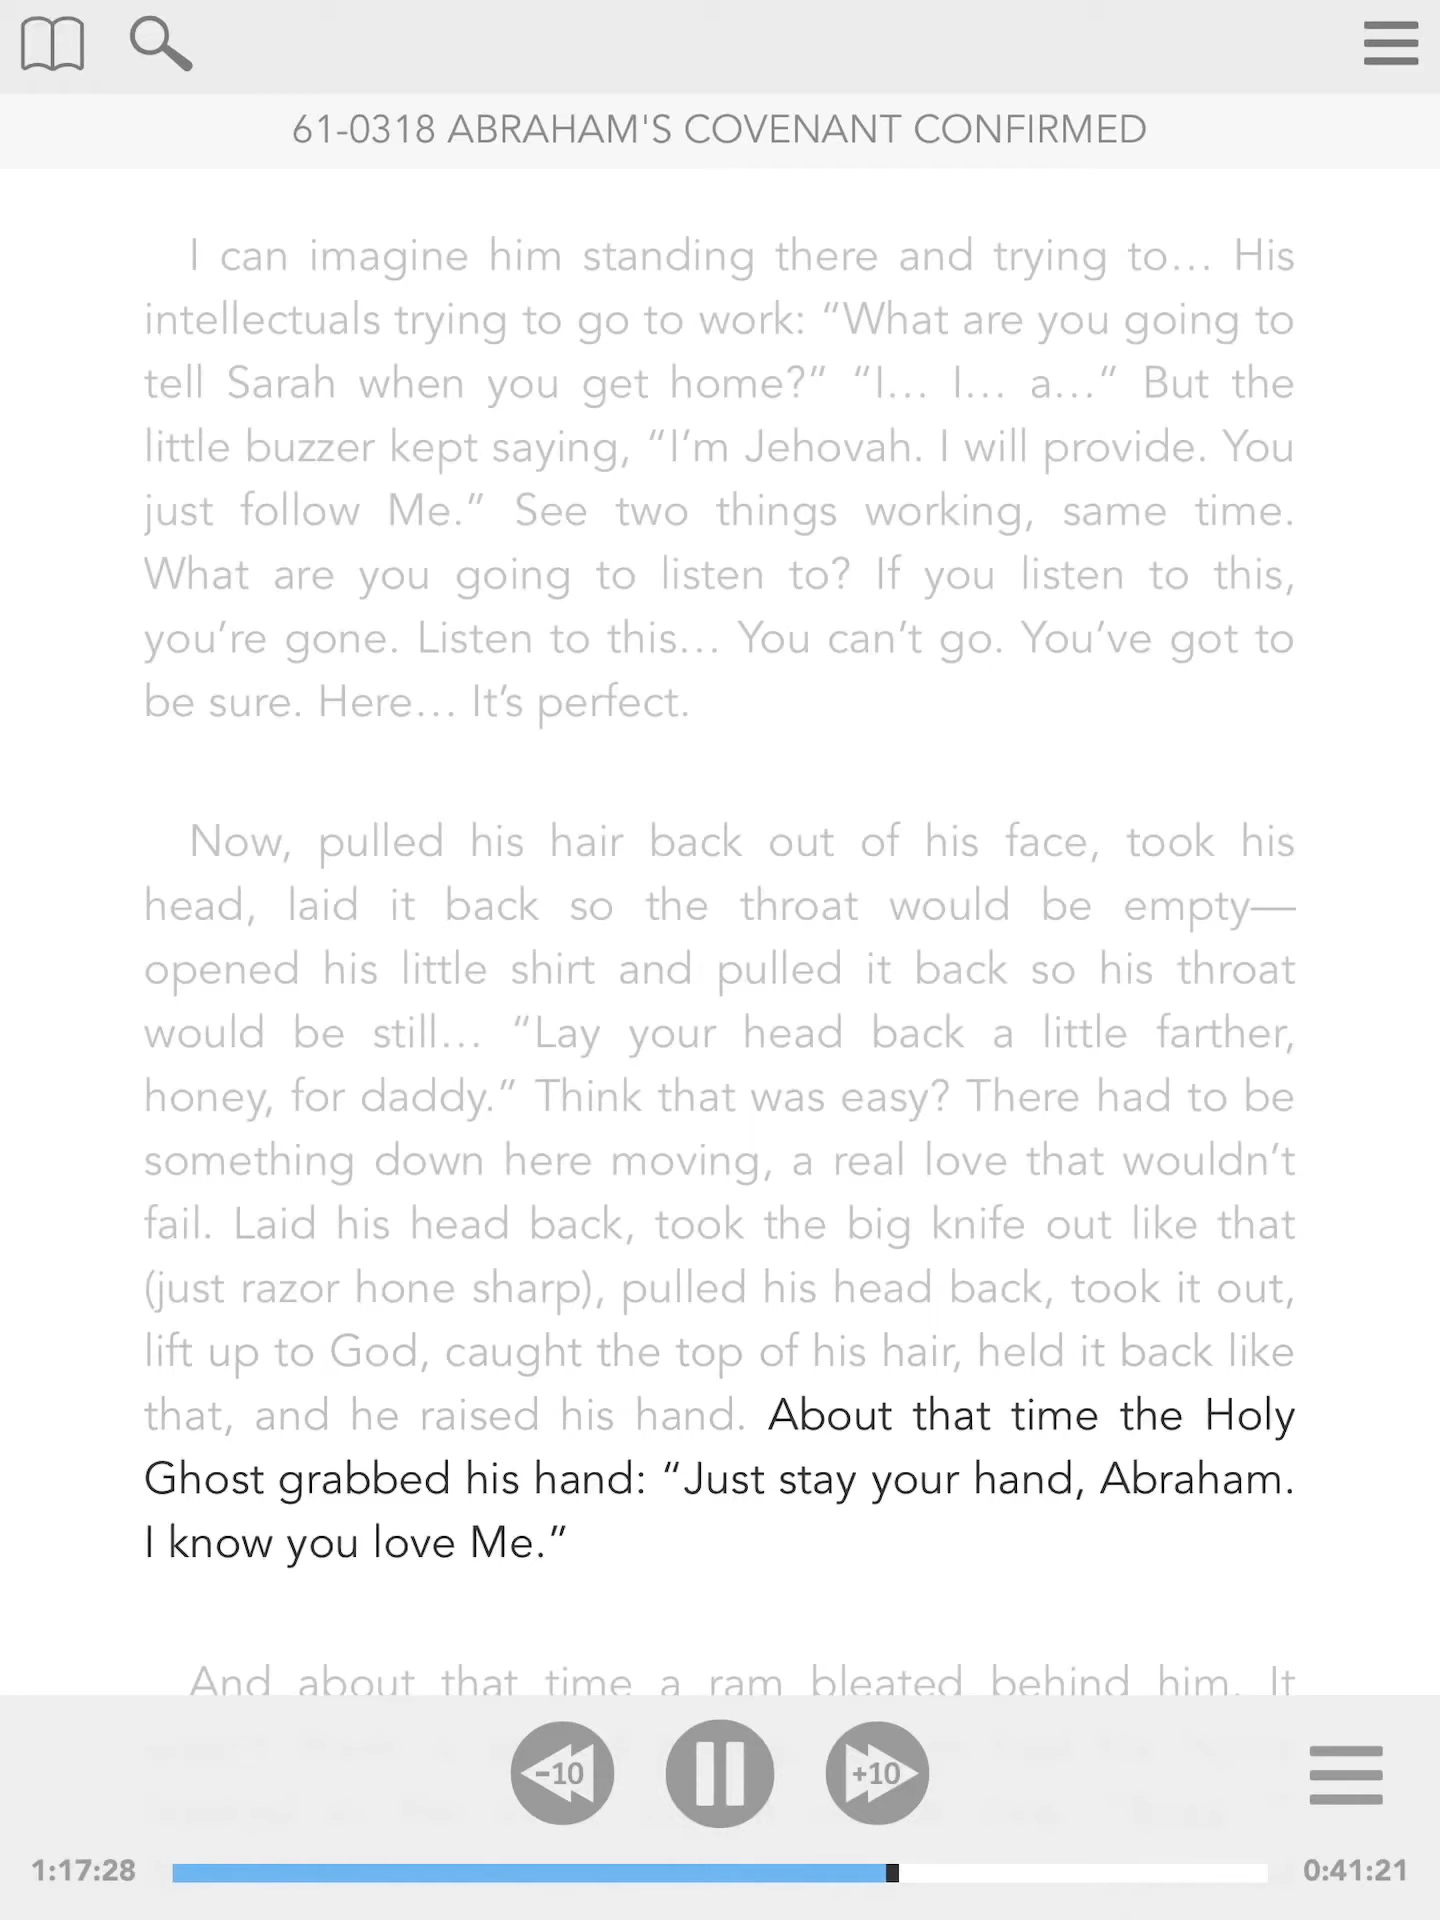 61-0318 ABRAHAM'S COVENANT CONFIRMED
I can imagine him standing there and trying to… His
intellectuals trying to go to work: “What are you going to
tell Sarah when you get home?” “I… I… a…” But the
little buzzer kept saying, “I’m Jehovah. I will provide. You
just follow Me.” See two things working, same time.
What are you going to listen to? If you listen to this,
you’re gone. Listen to this… You can’t go. You’ve got to
be sure. Here… It’s perfect.
Now, pulled his hair back out of his face, took his
head, laid it back so the throat would be empty—
opened his little shirt and pulled it back so his throat
would be still… “Lay your head back a little farther,
honey, for daddy.” Think that was easy? There had to be
something down here moving, a real love that wouldn’t
fail. Laid his head back, took the big knife out like that
(just razor hone sharp), pulled his head back, took it out,
lift up to God, caught the top of his hair, held it back like
that, and he raised his hand. About that time the Holy
Ghost grabbed his hand: “Just stay your hand, Abraham.
I know you love Me.”
And about that time a ram bleated behind him. It
-10
+10
1:17:28
0:41:21